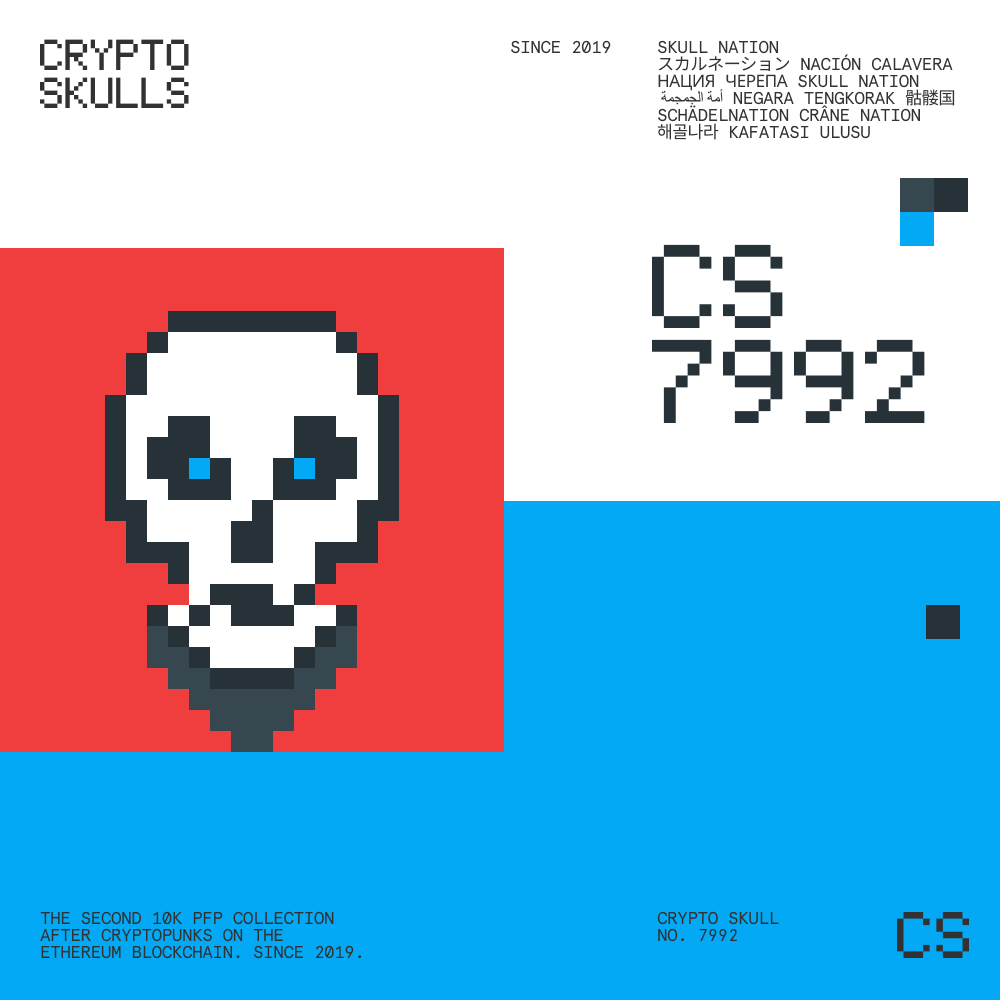 CRYPTO
SKULLS
SINCE 2019
SKULL NATION
スカルネーション NACIÓN CALAVERA
НАЦИЯ ЧЕРЕПА SKULL NATION
أمة الجمجمة NEGARA TENGKORAK 骷髅国
SCHÄDELNATION CRÂNE NATION
해골나라 KAFATASI ULUSU
CS
7992
THE SECOND 10K PFP COLLECTION
AFTER CRYPTOPUNKS ON THE
ETHEREUM BLOCKCHAIN. SINCE 2019.
CRYPTO SKULL
NO. 7992
CS